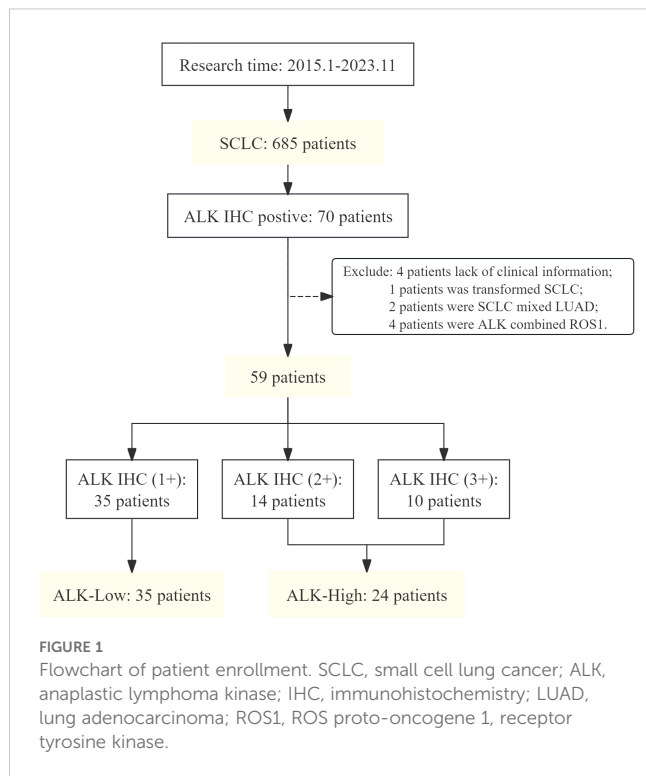 Research time: 2015.1-2023.11
SCLC: 685 patients
ALK IHC postive: 70 patients
Exclude: 4 patients lack of clinical information;
1 patients was transformed SCLC;
2 patients were SCLC mixed LUAD;
4 patients were ALK combined ROS1.
59 patients
ALK IHC (1+):
35 patients
ALK IHC (2+):
14 patients
ALK IHC (3+):
10 patients
ALK-Low: 35 patients
ALK-High: 24 patients
FIGURE 1
Flowchart of patient enrollment. SCLC, small cell lung cancer; ALK,
anaplastic lymphoma kinase; IHC, immunohistochemistry; LUAD,
lung adenocarcinoma; ROS1, ROS proto-oncogene 1, receptor
tyrosine kinase.